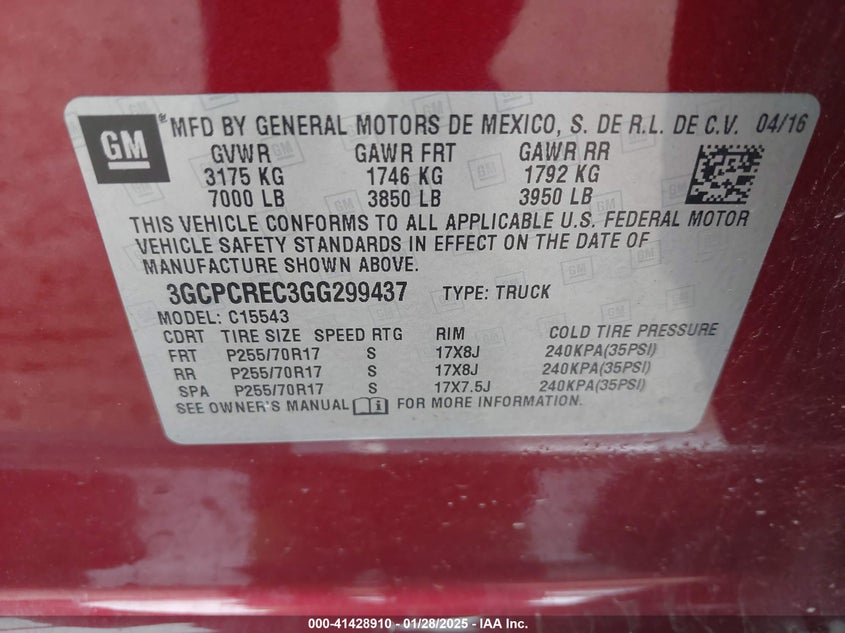 GM MFD BY GENERAL MOTORS DE MEXICO, S. DE R.L. DE C.V. 04/16
GVWR GAWR FRT GAWR RR
3175 KG 1746 KG 1792 KG
7000 LB 3850 LB 3950 LB
THIS VEHICLE CONFORMS TO ALL APPLICABLE U.S. FEDERAL MOTOR
VEHICLE SAFETY STANDARDS IN EFFECT ON THE DATE OF
MANUFACTURE SHOWN ABOVE.
3GCPCREC3GG299437 TYPE: TRUCK
MODEL: C15543
CDRT TIRE SIZE SPEED RTG RIM COLD TIRE PRESSURE
FRT P255/70R17 S 17X8J 240KPA(35PSI)
RR P255/70R17 S 17X8J 240KPA(35PSI)
SPA P255/70R17 S 17X7.5J 240KPA(35PSI)
SEE OWNER'S MANUAL FOR MORE INFORMATION.
000-41428910 - 01/28/2025 - IAA Inc.